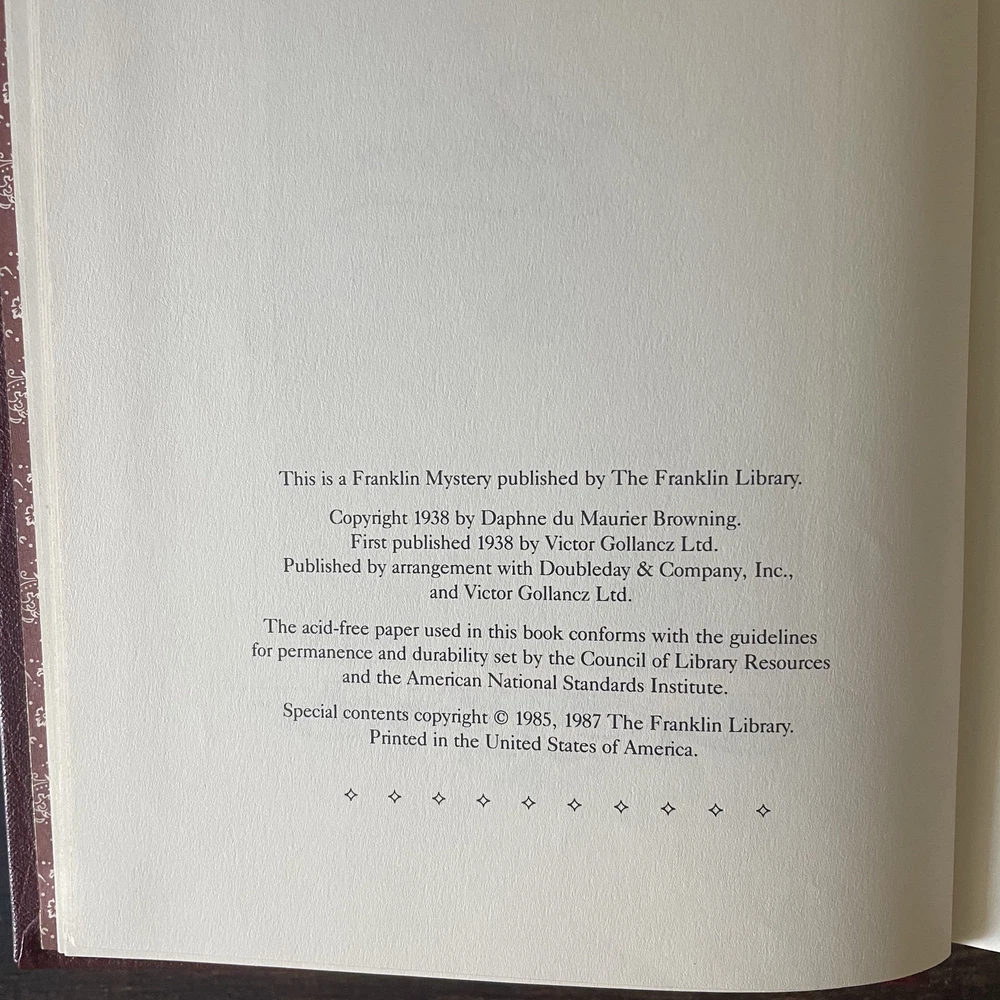 This is a Franklin Mystery published by The Franklin Library.
Copyright 1938 by Daphne du Maurier Browning.
First published 1938 by Victor Gollancz Ltd.
Published by arrangement with Doubleday & Company, Inc.,
and Victor Gollancz Ltd.
The acid-free paper used in this book conforms with the guidelines
for permanence and durability set by the Council of Library Resources
and the American National Standards Institute.
Special contents copyright © 1985, 1987 The Franklin Library.
Printed in the United States of America.